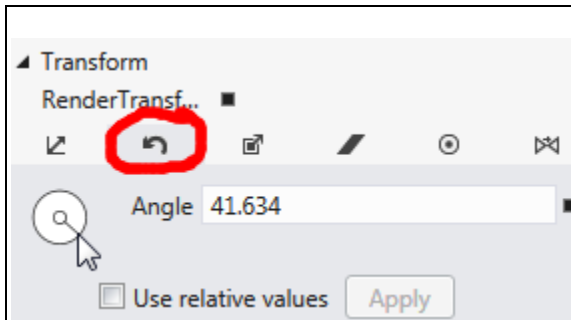 Transform
RenderTransf...
Angle 41.634
Use relative values Apply